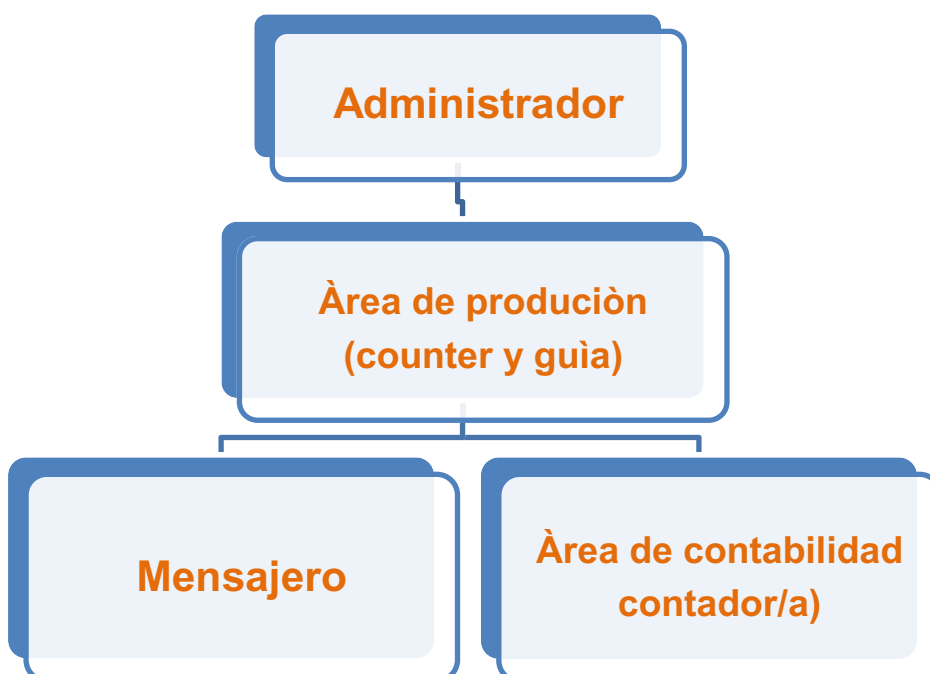 Administrador
Àrea de produciòn
(counter y guìa)
Mensajero
Àrea de contabilidad
contador/a)